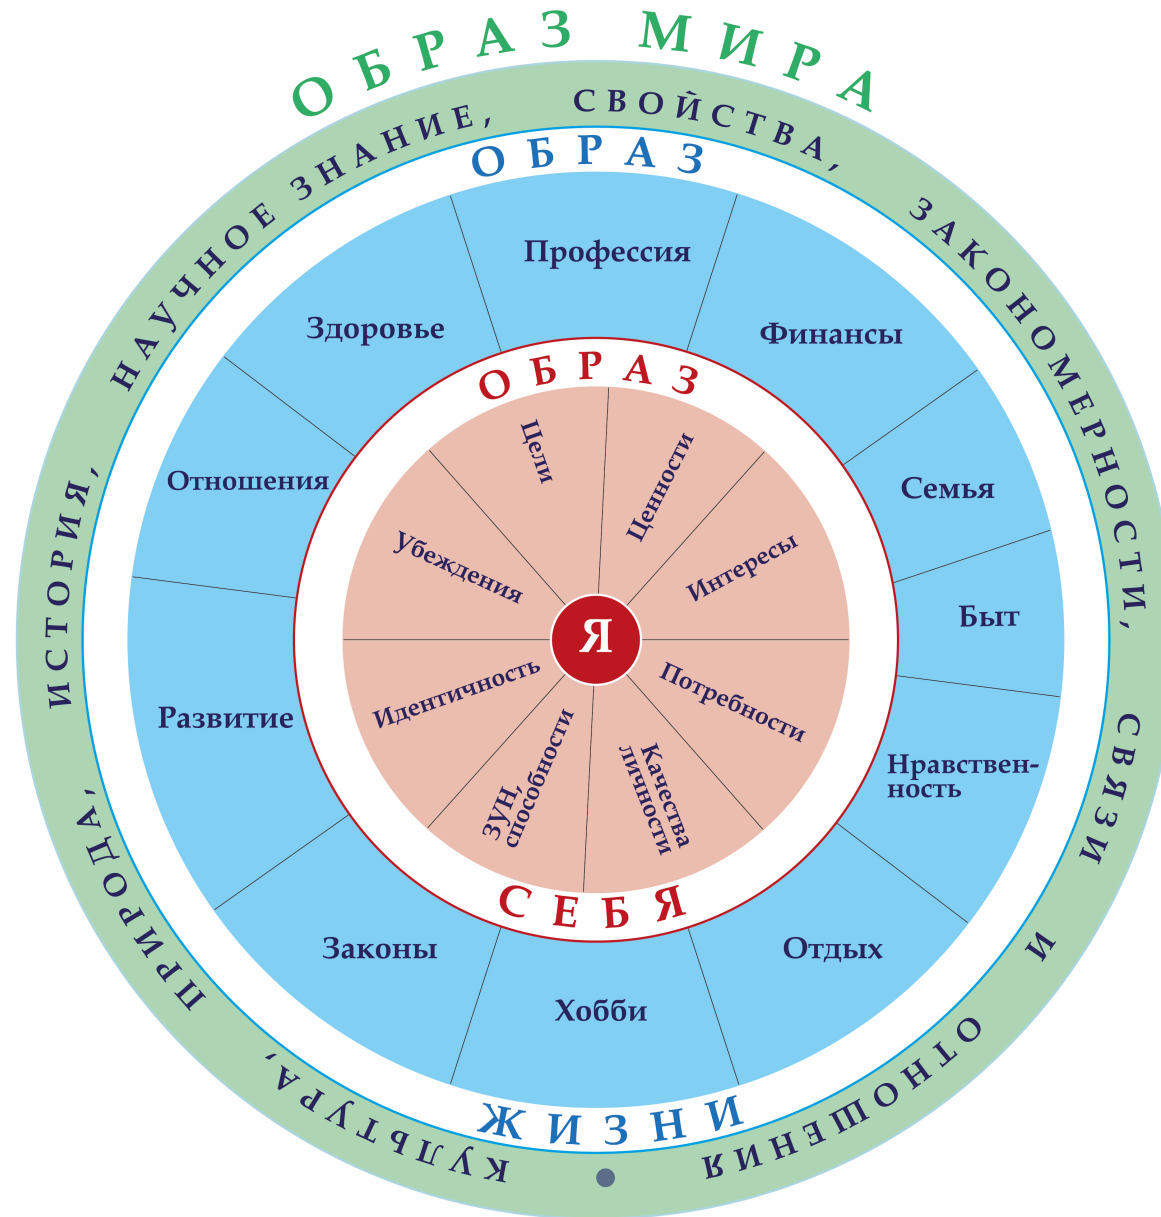 ОБРАЗ МИРА
КУЛЬТУРА, ПРИРОДА, ИСТОРИЯ, НАУЧНОЕ ЗНАНИЕ, СВОЙСТВА, ЗАКОНОМЕРНОСТИ, СВЯЗИ И ОТНОШЕНИЯ
ОБРАЗ
Профессия
Финансы
Семья
Быт
Нравствен-
ность
Отдых
Хобби
Законы
Развитие
Отношения
Здоровье
ЖИЗНИ
ОБРАЗ
Цели
Ценности
Интересы
Потребности
Качества
личности
ЗУН,
способности
Идентичность
Убеждения
Я
СЕБЯ